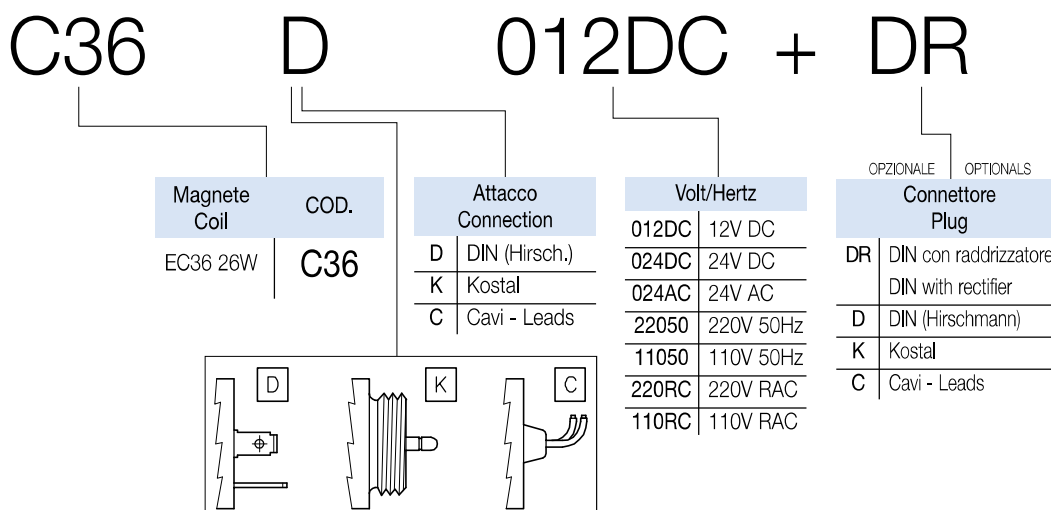 C36 D 012DC + DR
OPZIONALE OPTIONALS
Magnete
Coil
COD.
EC36 26W
C36
Attacco
Connection
D DIN (Hirsch.)
K Kostal
C Cavi - Leads
Volt/Hertz
012DC 12V DC
024DC 24V DC
024AC 24V AC
22050 220V 50Hz
11050 110V 50Hz
220RC 220V RAC
110RC 110V RAC
Connettore
Plug
DR DIN con raddrizzatore
DIN with rectifier
D DIN (Hirschmann)
K Kostal
C Cavi - Leads
D
K
C